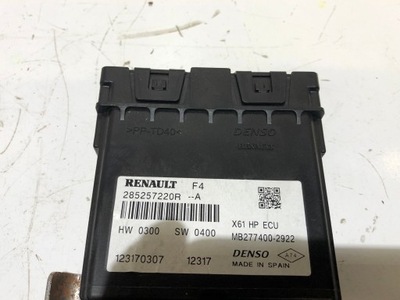 >PP-TD40<
DENSO
RENAULT F4
285257220R --A
X61 HP ECU
HW 0300 SW 0400
MB277400-2922
123170307 12317
DENSO
MADE IN SPAIN